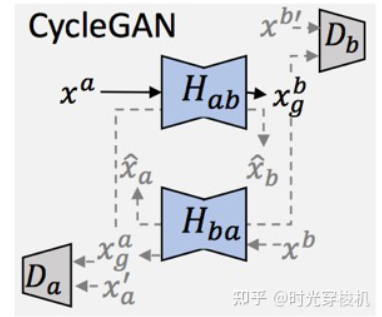 CycleGAN
x^{b'}
D_b
x^a
H_{ab}
x_g^b
\hat{x}_a
\hat{x}_b
H_{ba}
x^b
x_g^a
D_a
x_a'
知乎 @时光穿梭机